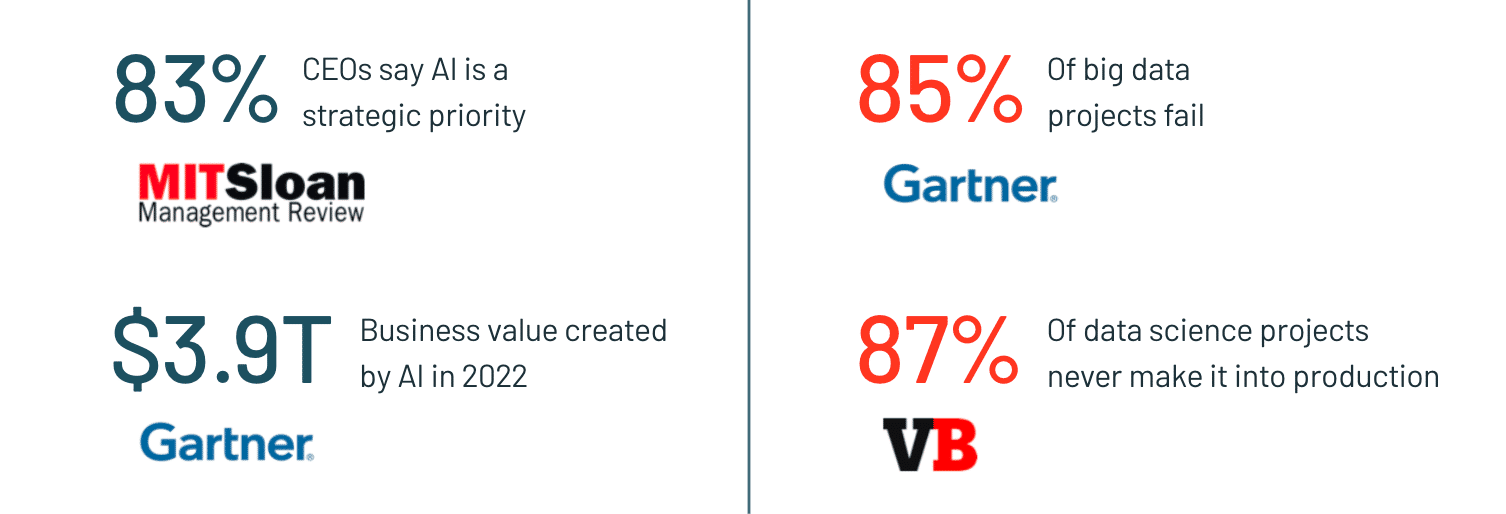 83%
CEOs say AI is a
strategic priority
MITSloan
Management Review
$3.9T
Business value created
by AI in 2022
Gartner®
85%
Of big data
projects fail
Gartner®
87%
Of data science projects
never make it into production
VB